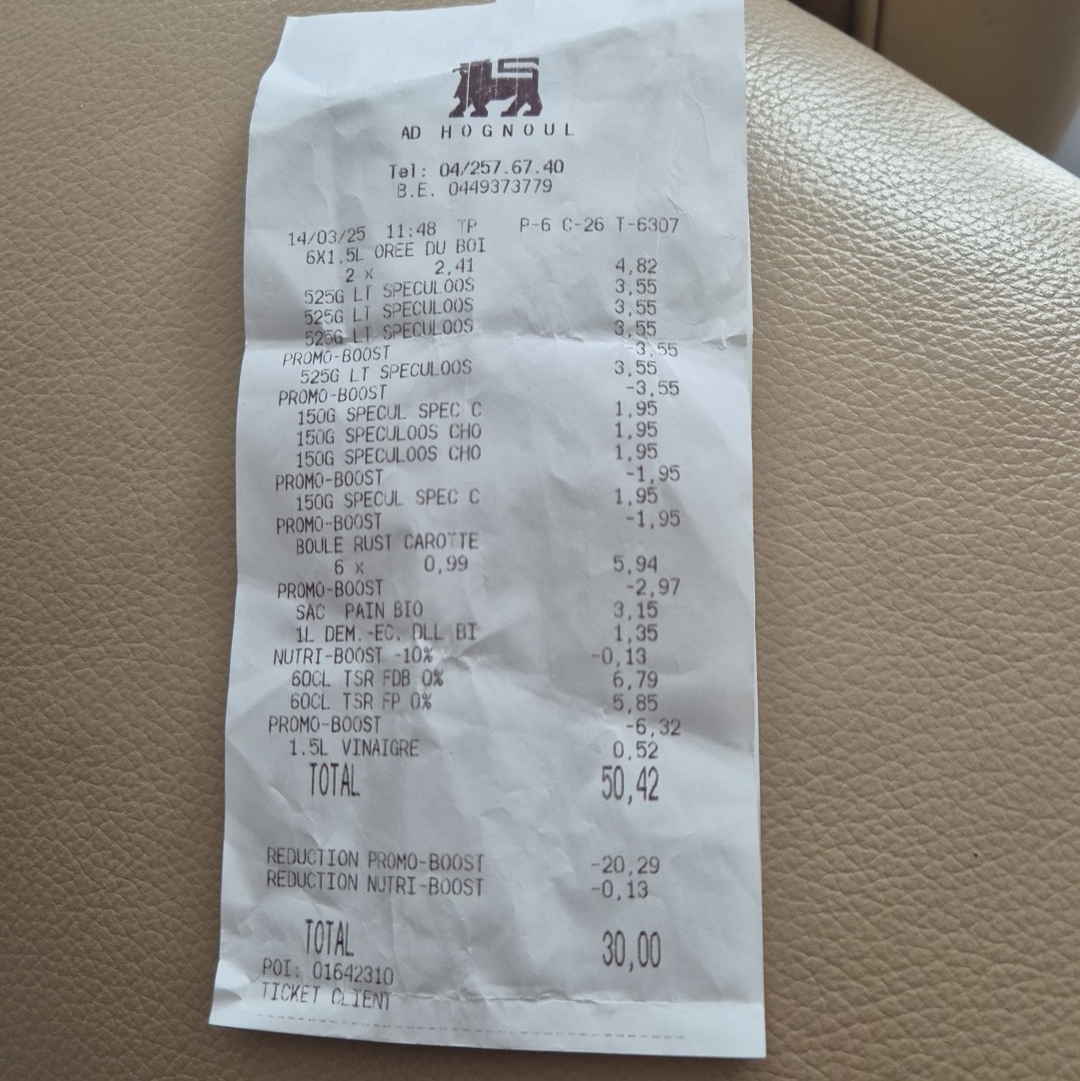 AD HOGNOUL
Tel: 04/257.67.40
B.E. 0449373779
14/03/25 11:48 TP P-6 C-26 T-6307
6X1.5L OREE DU BOI
2 x 2,41 4,82
525G LT SPECULOOS 3,55
525G LT SPECULOOS 3,55
525G LT SPECULOOS 3,55
PROMO-BOOST -3,55
525G LT SPECULOOS 3,55
PROMO-BOOST -3,55
150G SPECUL SPEC C 1,95
150G SPECULOOS CHO 1,95
150G SPECULOOS CHO 1,95
PROMO-BOOST -1,95
150G SPECUL SPEC C 1,95
PROMO-BOOST -1,95
BOULE RUST CAROTTE
6 x 0,99 5,94
PROMO-BOOST -2,97
SAC PAIN BIO 3,15
1L DEM.-EC. DLL BI 1,35
NUTRI-BOOST -10% -0,13
60CL TSR FDB 0% 6,79
60CL TSR FP 0% 5,85
PROMO-BOOST -6,32
1.5L VINAIGRE 0,52
TOTAL 50,42
REDUCTION PROMO-BOOST -20,29
REDUCTION NUTRI-BOOST -0,13
TOTAL 30,00
POI: 01642310
TICKET CLIENT